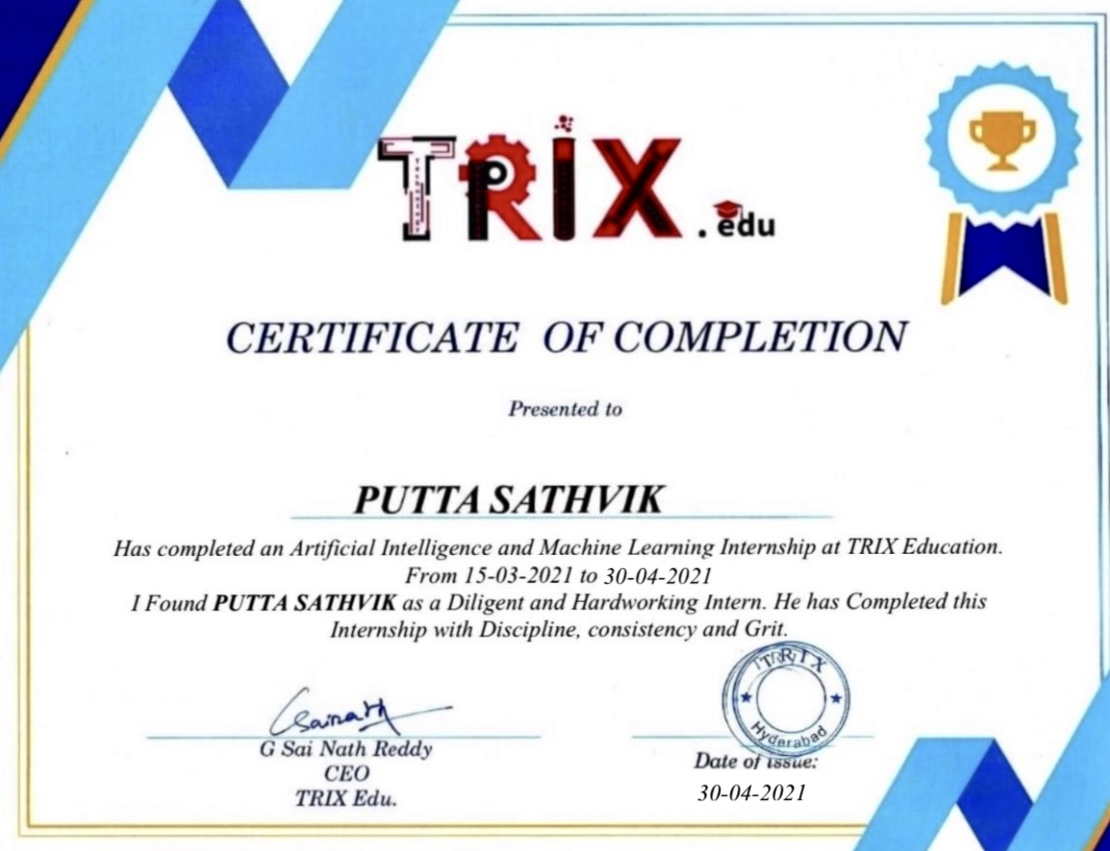 TRIX.edu
CERTIFICATE OF COMPLETION
Presented to
PUTTA SATHVIK
Has completed an Artificial Intelligence and Machine Learning Internship at TRIX Education.
From 15-03-2021 to 30-04-2021
I Found PUTTA SATHVIK as a Diligent and Hardworking Intern. He has Completed this
Internship with Discipline, consistency and Grit.
Sainath
G Sai Nath Reddy
CEO
TRIX Edu.
TRIX
Hyderabad
Date of issue:
30-04-2021